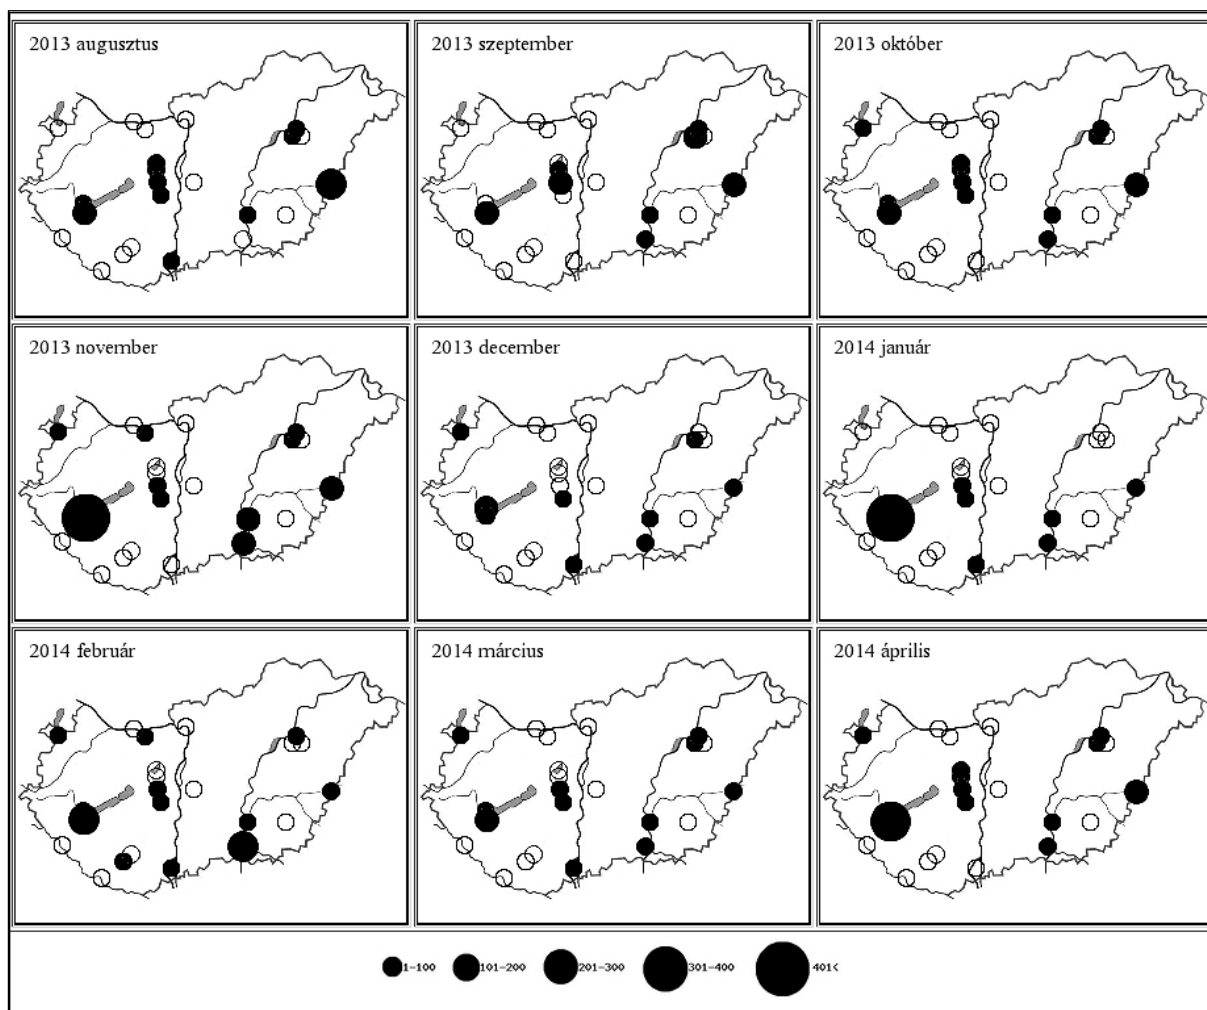 2013 augusztus
2013 szeptember
2013 október
2013 november
2013 december
2014 január
2014 február
2014 március
2014 április
1-100 101-200 201-300 301-400 401<